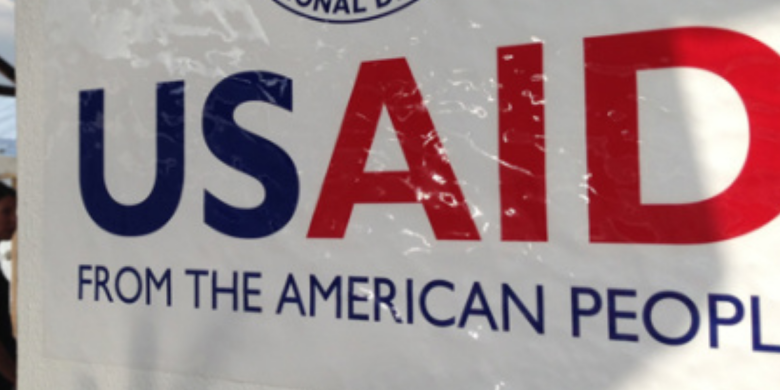 USAID
FROM THE AMERICAN PEOPL